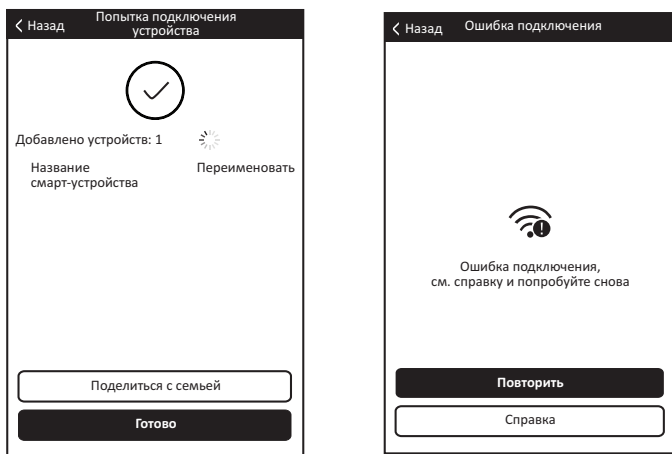 Назад
Попытка подключения
устройства
Добавлено устройств: 1
Название
смарт-устройства
Переименовать
Поделиться с семьей
Готово
Назад
Ошибка подключения
Ошибка подключения,
см. справку и попробуйте снова
Повторить
Справка